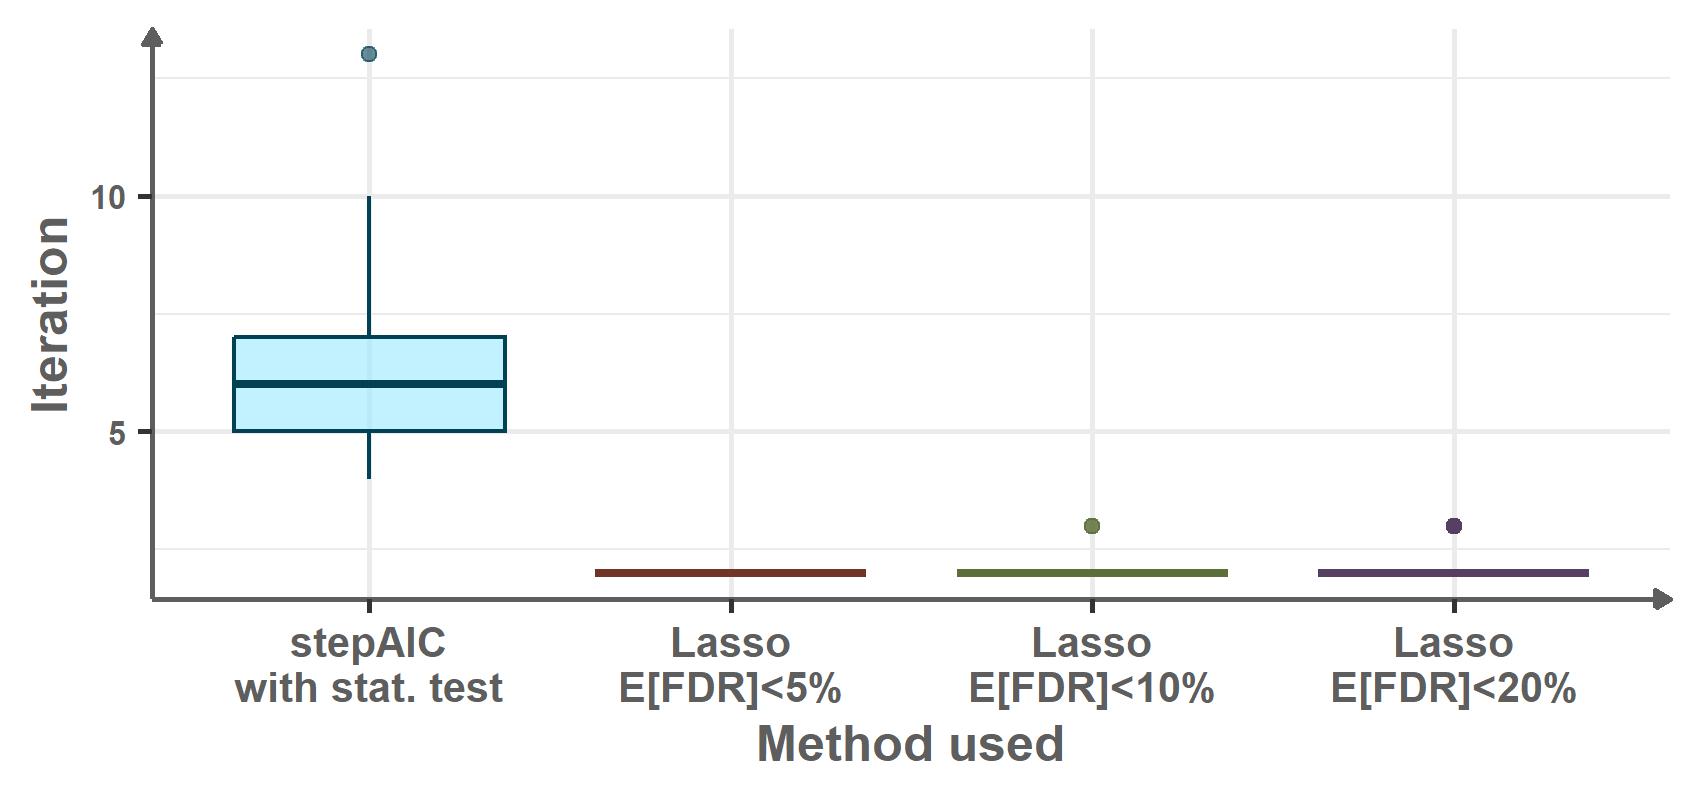 Iteration
10
5
stepAIC
with stat. test
Lasso
E[FDR]<5%
Lasso
E[FDR]<10%
Lasso
E[FDR]<20%
Method used